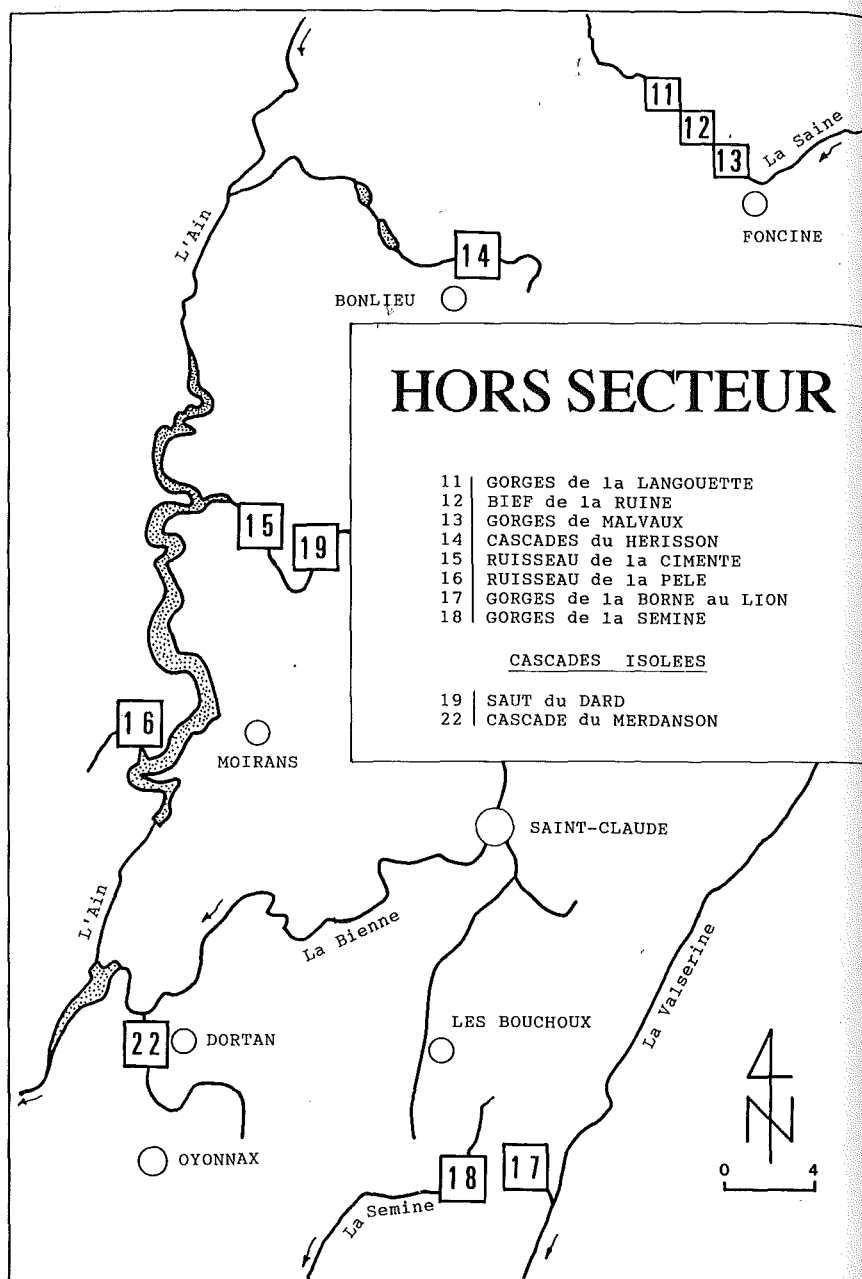 11
12
13
La Saine
FONCINE
L'Ain
14
BONLIEU
HORS SECTEUR
11 | GORGES de la LANGOUETTE
12 | BIEF de la RUINE
13 | GORGES de MALVAUX
14 | CASCADES du HERISSON
15 | RUISSEAU de la CIMENTE
16 | RUISSEAU de la PELE
17 | GORGES de la BORNE au LION
18 | GORGES de la SEMINE
CASCADES ISOLEES
19 | SAUT du DARD
22 | CASCADE du MERDANSON
15
19
16
MOIRANS
SAINT-CLAUDE
L'Ain
La Bienne
La Valserine
22
DORTAN
LES BOUCHOUX
OYONNAX
18
17
La Semine
N
0 4